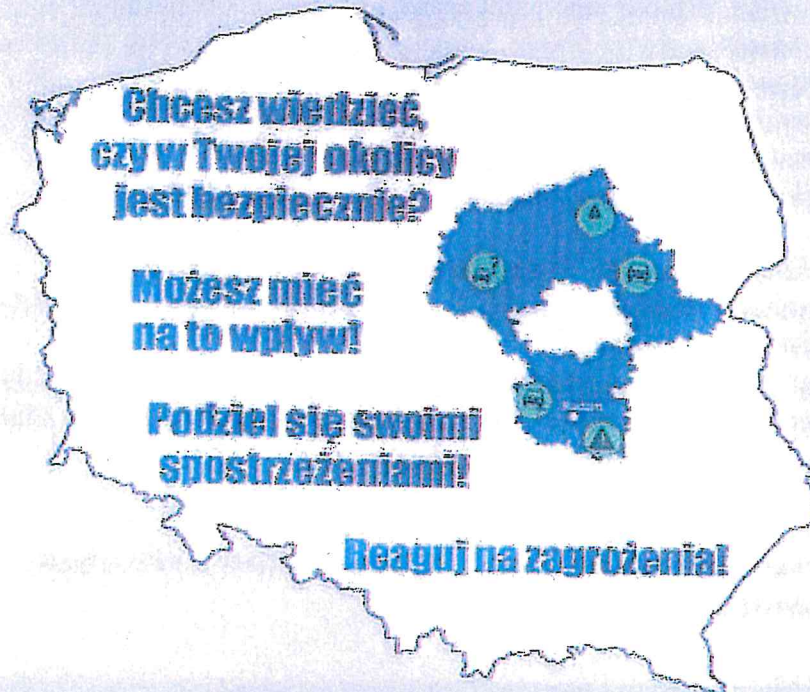 Chcesz wiedzieć,
czy w Twojej okolicy
jest bezpiecznie?
Możesz mieć
na to wpływ!
Podziel się swoimi
spostrzeżeniami!
Reaguj na zagrożenia!